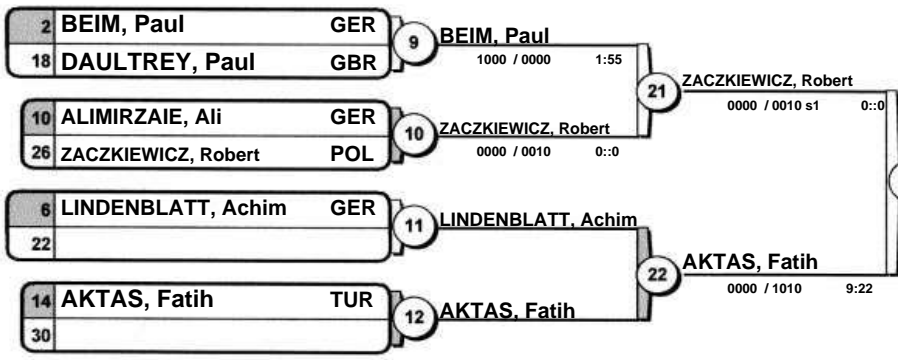 2 BEIM, Paul GER
18 DAULTREY, Paul GBR
9
BEIM, Paul
1000 / 0000 1:55
10 ALIMIRZAIE, Ali GER
26 ZACZKIEWICZ, Robert POL
10
ZACZKIEWICZ, Robert
0000 / 0010 0::0
21
ZACZKIEWICZ, Robert
0000 / 0010 s1 0::0
6 LINDENBLATT, Achim GER
22
11
LINDENBLATT, Achim
14 AKTAS, Fatih TUR
30
12
AKTAS, Fatih
22
AKTAS, Fatih
0000 / 1010 9:22